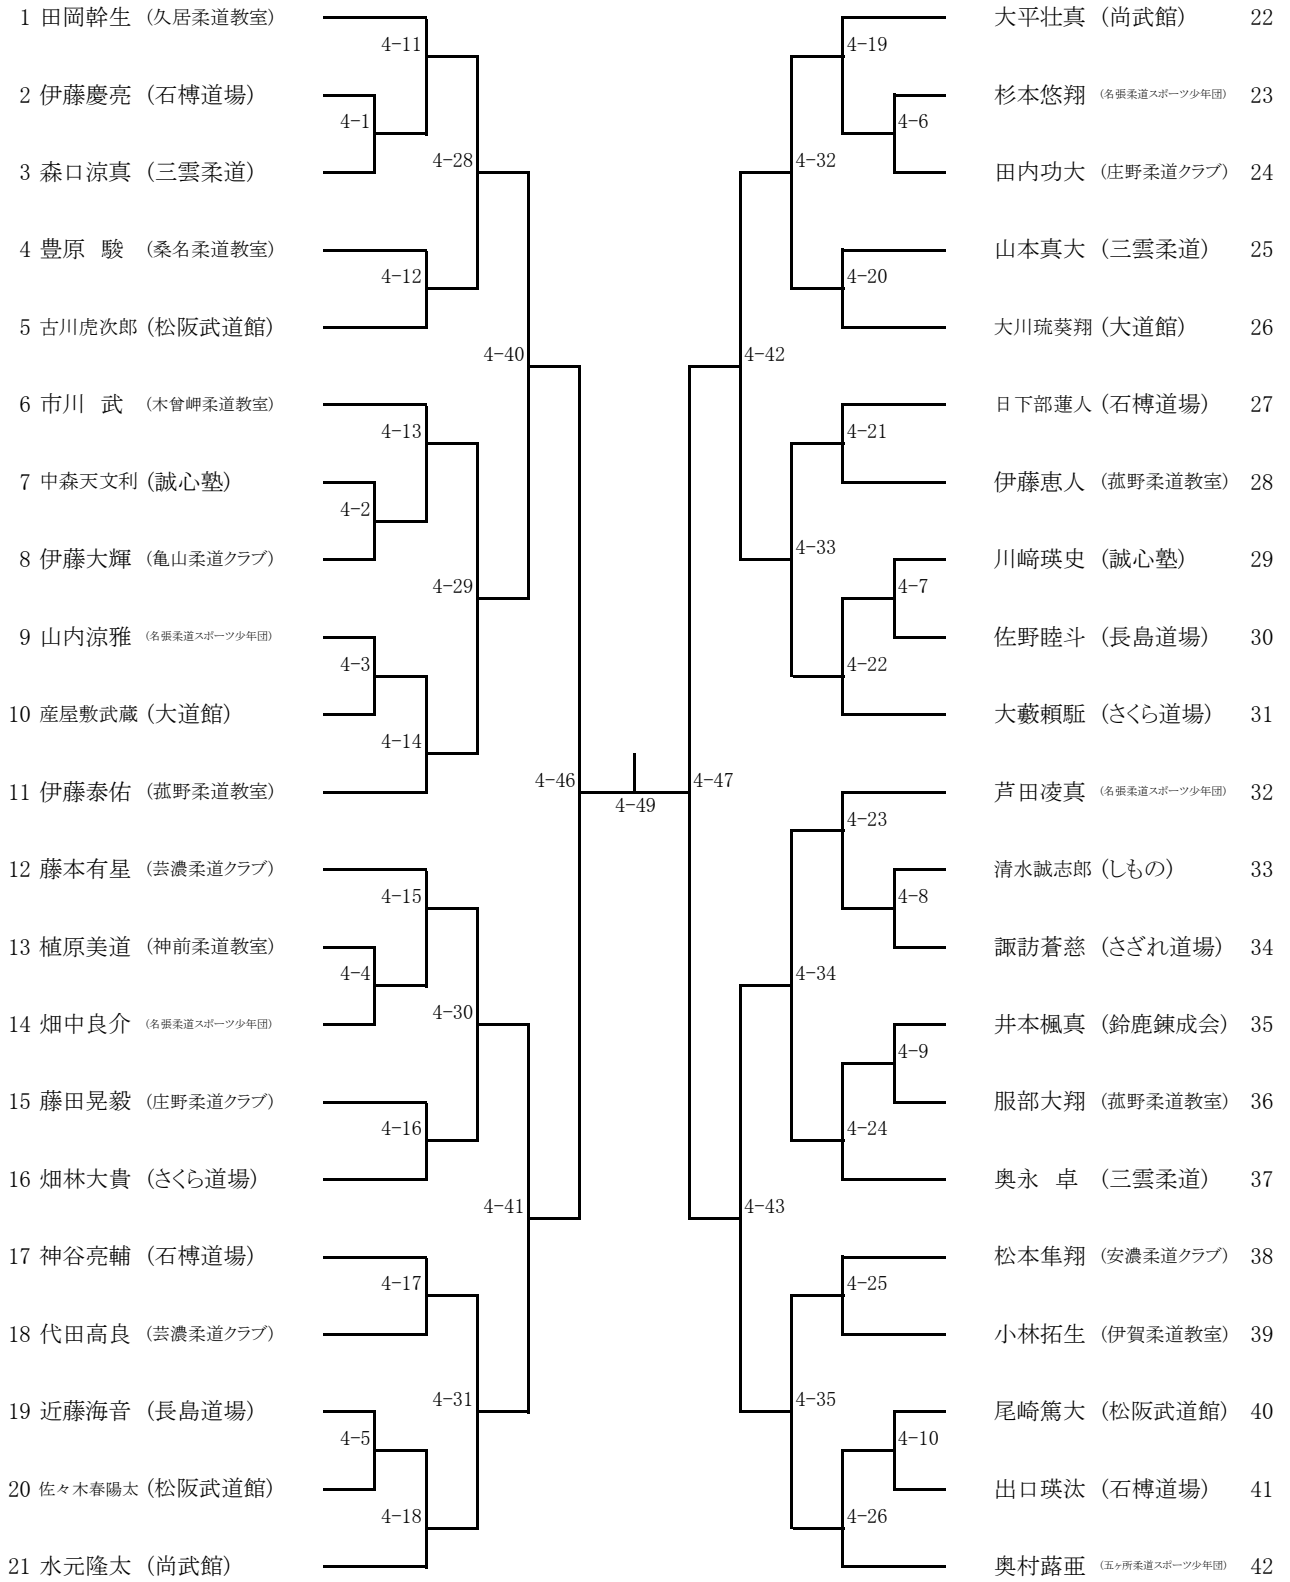 1 田岡幹生 (久居柔道教室)
4-11
2 伊藤慶亮 (石榑道場)
4-1
3 森口涼真 (三雲柔道)
4-28
4 豊原 駿 (桑名柔道教室)
4-12
5 古川虎次郎 (松阪武道館)
4-40
6 市川 武 (木曾岬柔道教室)
4-13
7 中森天文利 (誠心塾)
4-2
8 伊藤大輝 (亀山柔道クラブ)
4-29
9 山内涼雅 (名張柔道スポーツ少年団)
4-3
10 産屋敷武蔵 (大道館)
4-14
11 伊藤泰佑 (菰野柔道教室)
4-46
12 藤本有星 (芸濃柔道クラブ)
4-15
13 植原美道 (神前柔道教室)
4-4
14 畑中良介 (名張柔道スポーツ少年団)
4-30
15 藤田晃毅 (庄野柔道クラブ)
4-16
16 畑林大貴 (さくら道場)
4-41
17 神谷亮輔 (石榑道場)
4-17
18 代田高良 (芸濃柔道クラブ)
4-31
19 近藤海音 (長島道場)
4-5
20 佐々木春陽太 (松阪武道館)
4-18
21 水元隆太 (尚武館)
4-49
大平壮真 (尚武館) 22
4-19
杉本悠翔 (名張柔道スポーツ少年団) 23
4-6
田内功大 (庄野柔道クラブ) 24
4-32
山本真大 (三雲柔道) 25
4-20
大川琉葵翔 (大道館) 26
4-42
日下部蓮人 (石榑道場) 27
4-21
伊藤恵人 (菰野柔道教室) 28
4-33
川﨑瑛史 (誠心塾) 29
4-7
佐野睦斗 (長島道場) 30
4-22
大藪頼駈 (さくら道場) 31
4-47
芦田凌真 (名張柔道スポーツ少年団) 32
4-23
清水誠志郎 (しもの) 33
4-8
諏訪蒼慈 (さざれ道場) 34
4-34
井本楓真 (鈴鹿錬成会) 35
4-9
服部大翔 (菰野柔道教室) 36
4-24
奥永 卓 (三雲柔道) 37
4-43
松本隼翔 (安濃柔道クラブ) 38
4-25
小林拓生 (伊賀柔道教室) 39
4-35
尾崎篤大 (松阪武道館) 40
4-10
出口瑛汰 (石榑道場) 41
4-26
奥村蕗亜 (五ヶ所柔道スポーツ少年団) 42